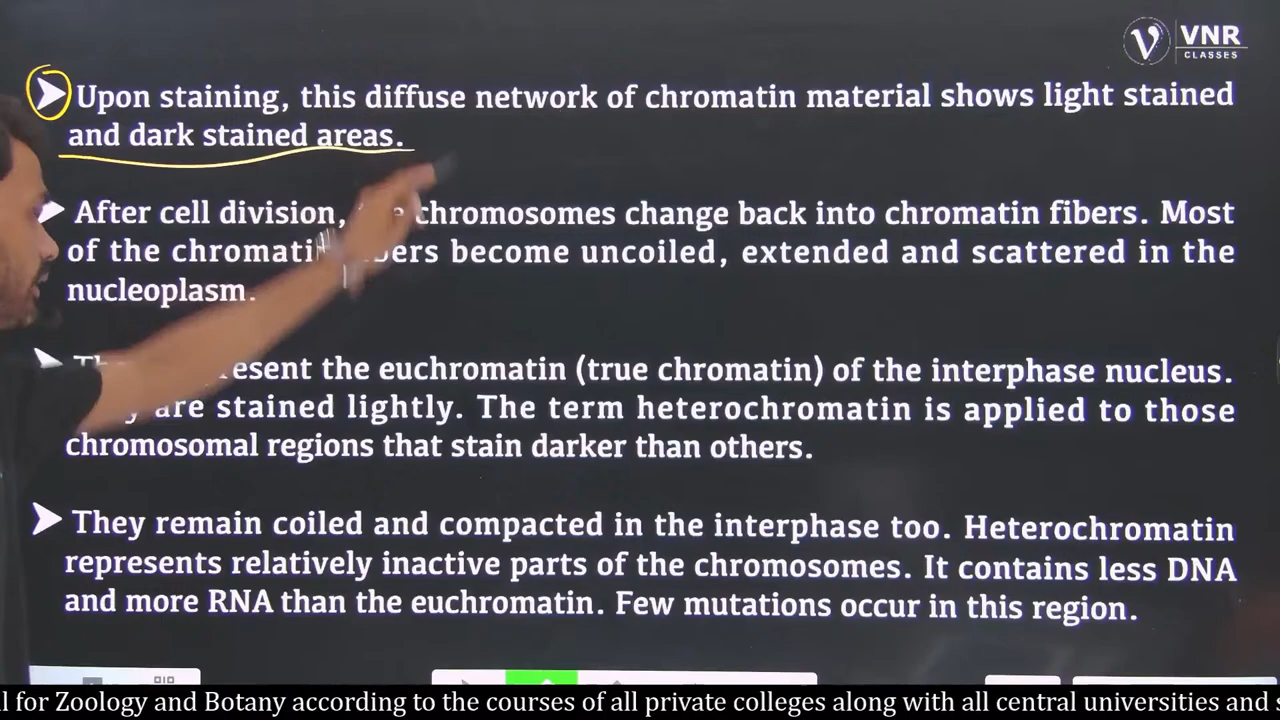 VNR
CLASSES
Upon staining, this diffuse network of chromatin material shows light stained
and dark stained areas.
After cell division, chromosomes change back into chromatin fibers. Most
of the become uncoiled, extended and scattered in the
nucleoplasm.
the euchromatin (true chromatin) of the interphase nucleus.
are stained lightly. The term heterochromatin is applied to those
chromosomal regions that stain darker than others.
They remain coiled and compacted in the interphase too. Heterochromatin
represents relatively inactive parts of the chromosomes. It contains less DNA
and more RNA than the euchromatin. Few mutations occur in this region.
for Zoology and Botany according to the courses of all private colleges along with all central universities and